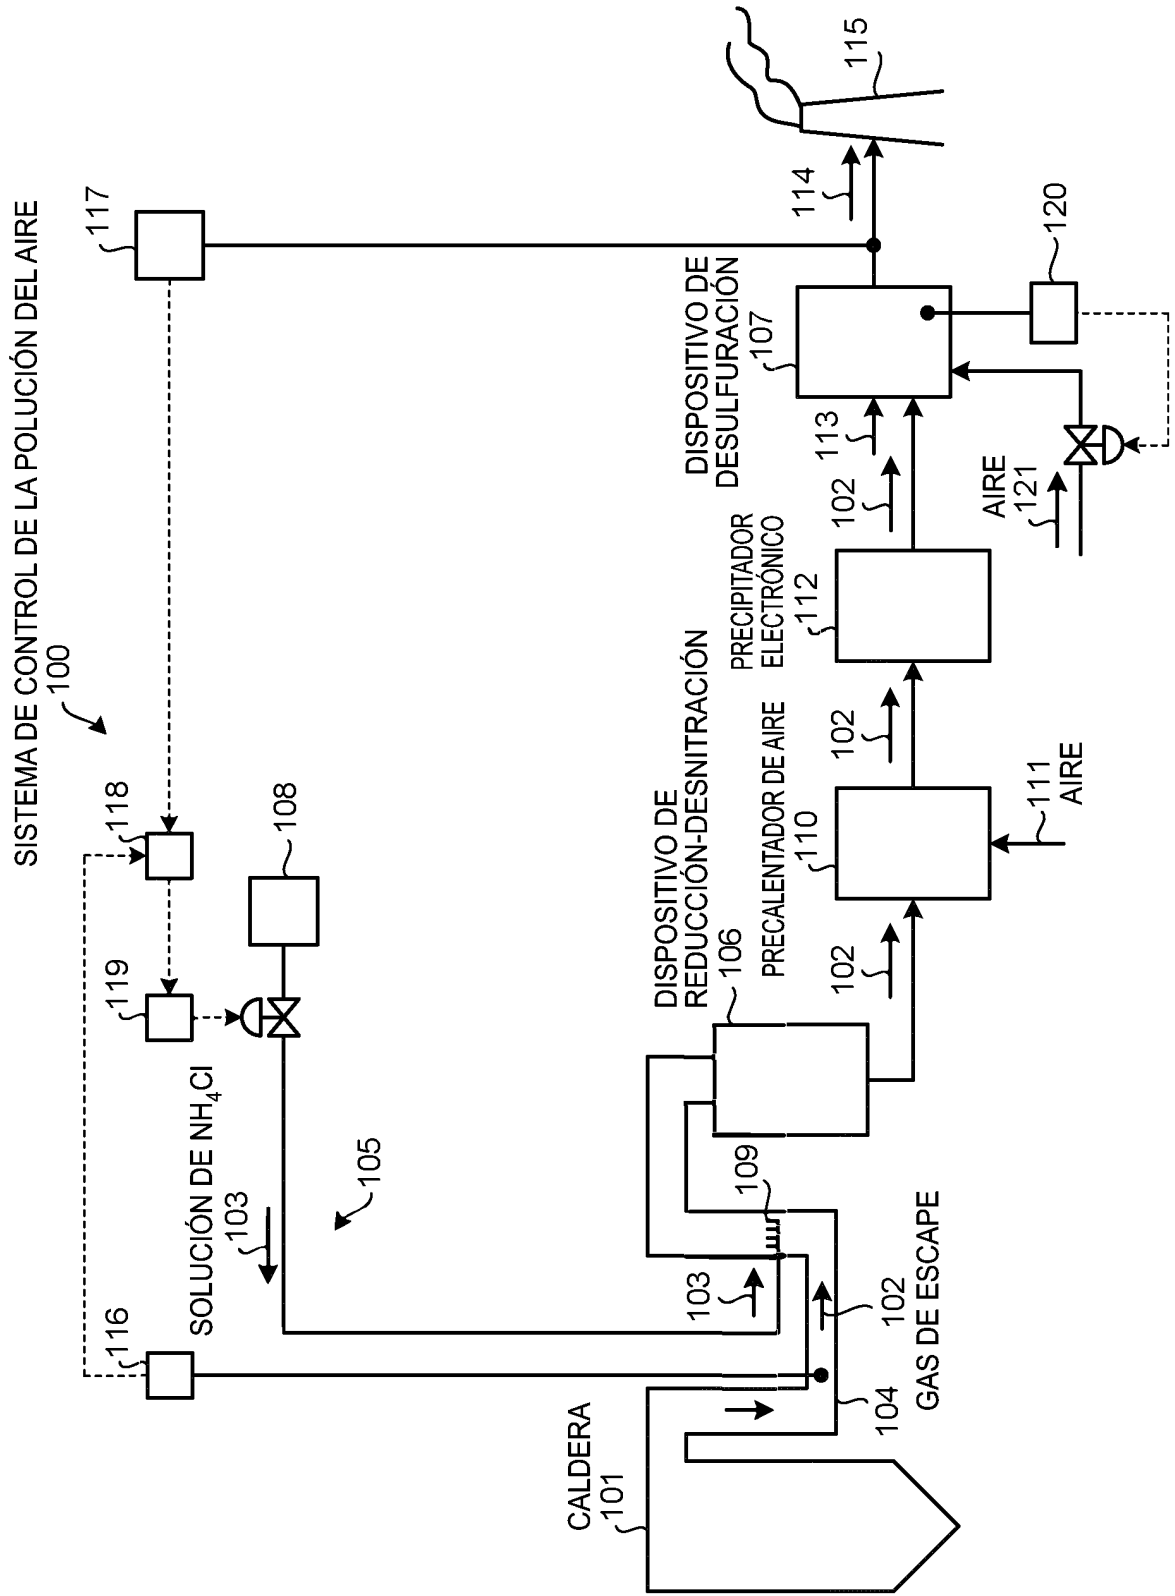 SISTEMA DE CONTROL DE LA POLUCIÓN DEL AIRE
100
116
119
118
117
SOLUCIÓN DE NH₄Cl
103
108
105
CALDERA
101
103
109
DISPOSITIVO DE
REDUCCIÓN-DESNITRACIÓN
106
PRECALENTADOR DE AIRE
110
PRECIPITADOR
ELECTRÓNICO
112
DISPOSITIVO DE
DESULFURACIÓN
107
114
115
104
102
GAS DE ESCAPE
102
102
102
113
111
AIRE
AIRE
121
120